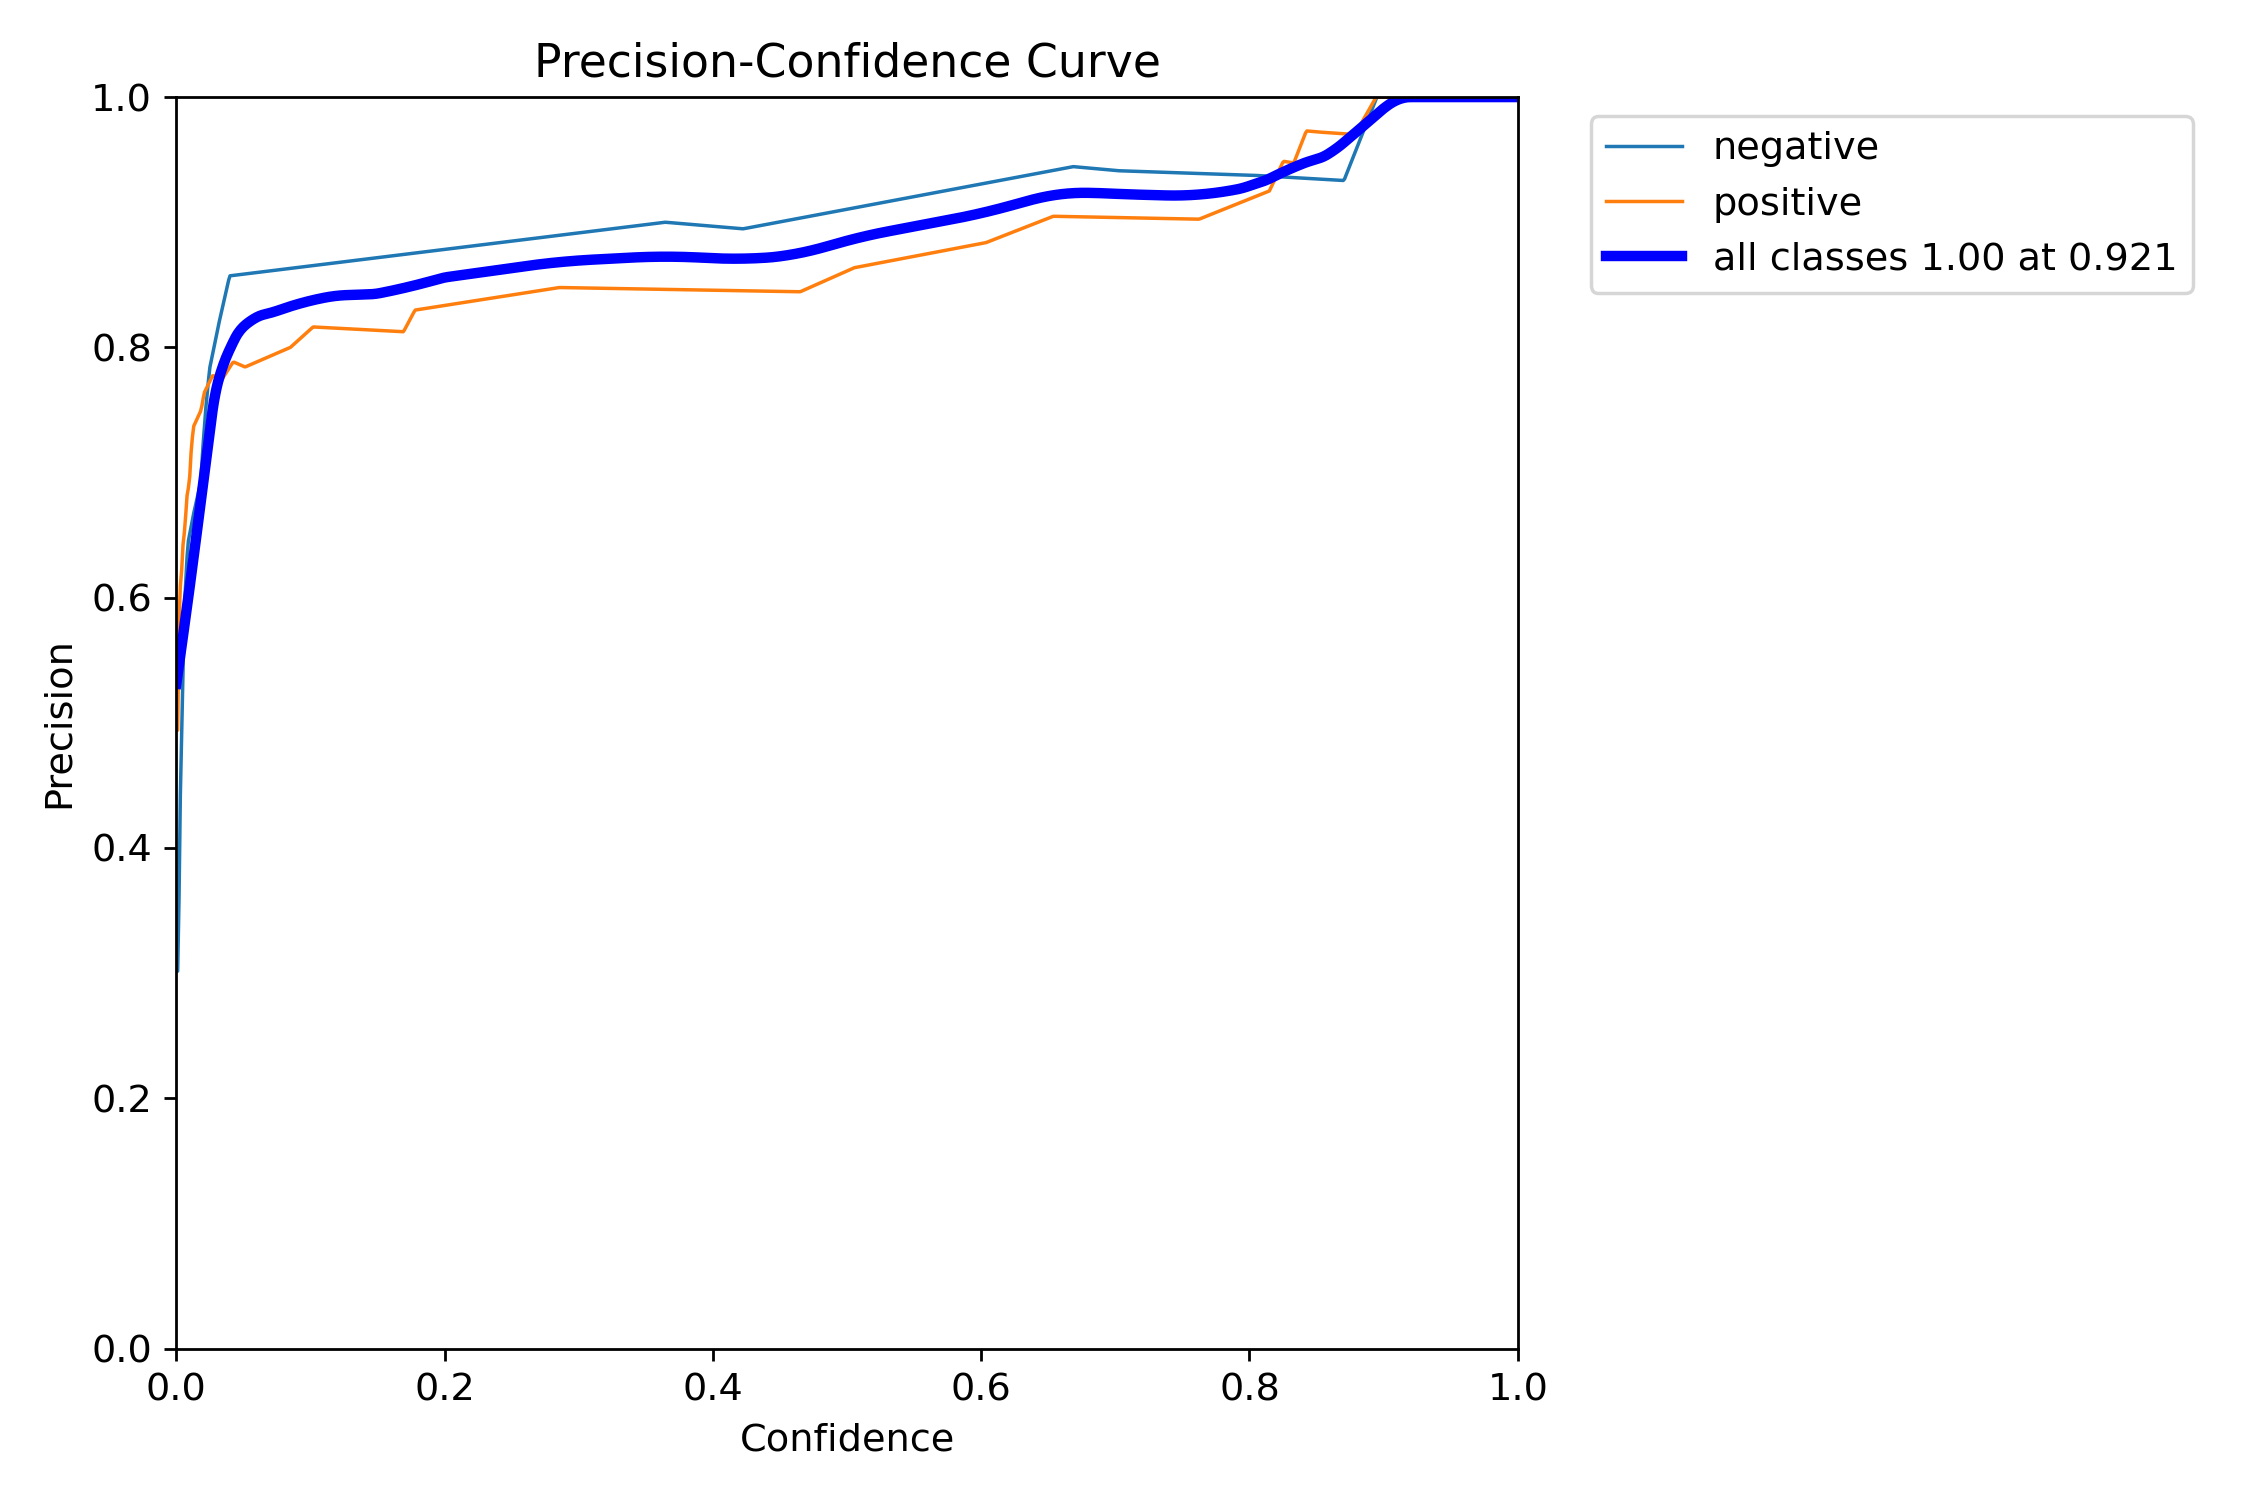 Precision-Confidence Curve
1.0
0.8
0.6
0.4
0.2
0.0
Precision
0.0 0.2 0.4 0.6 0.8 1.0
Confidence
negative
positive
all classes 1.00 at 0.921